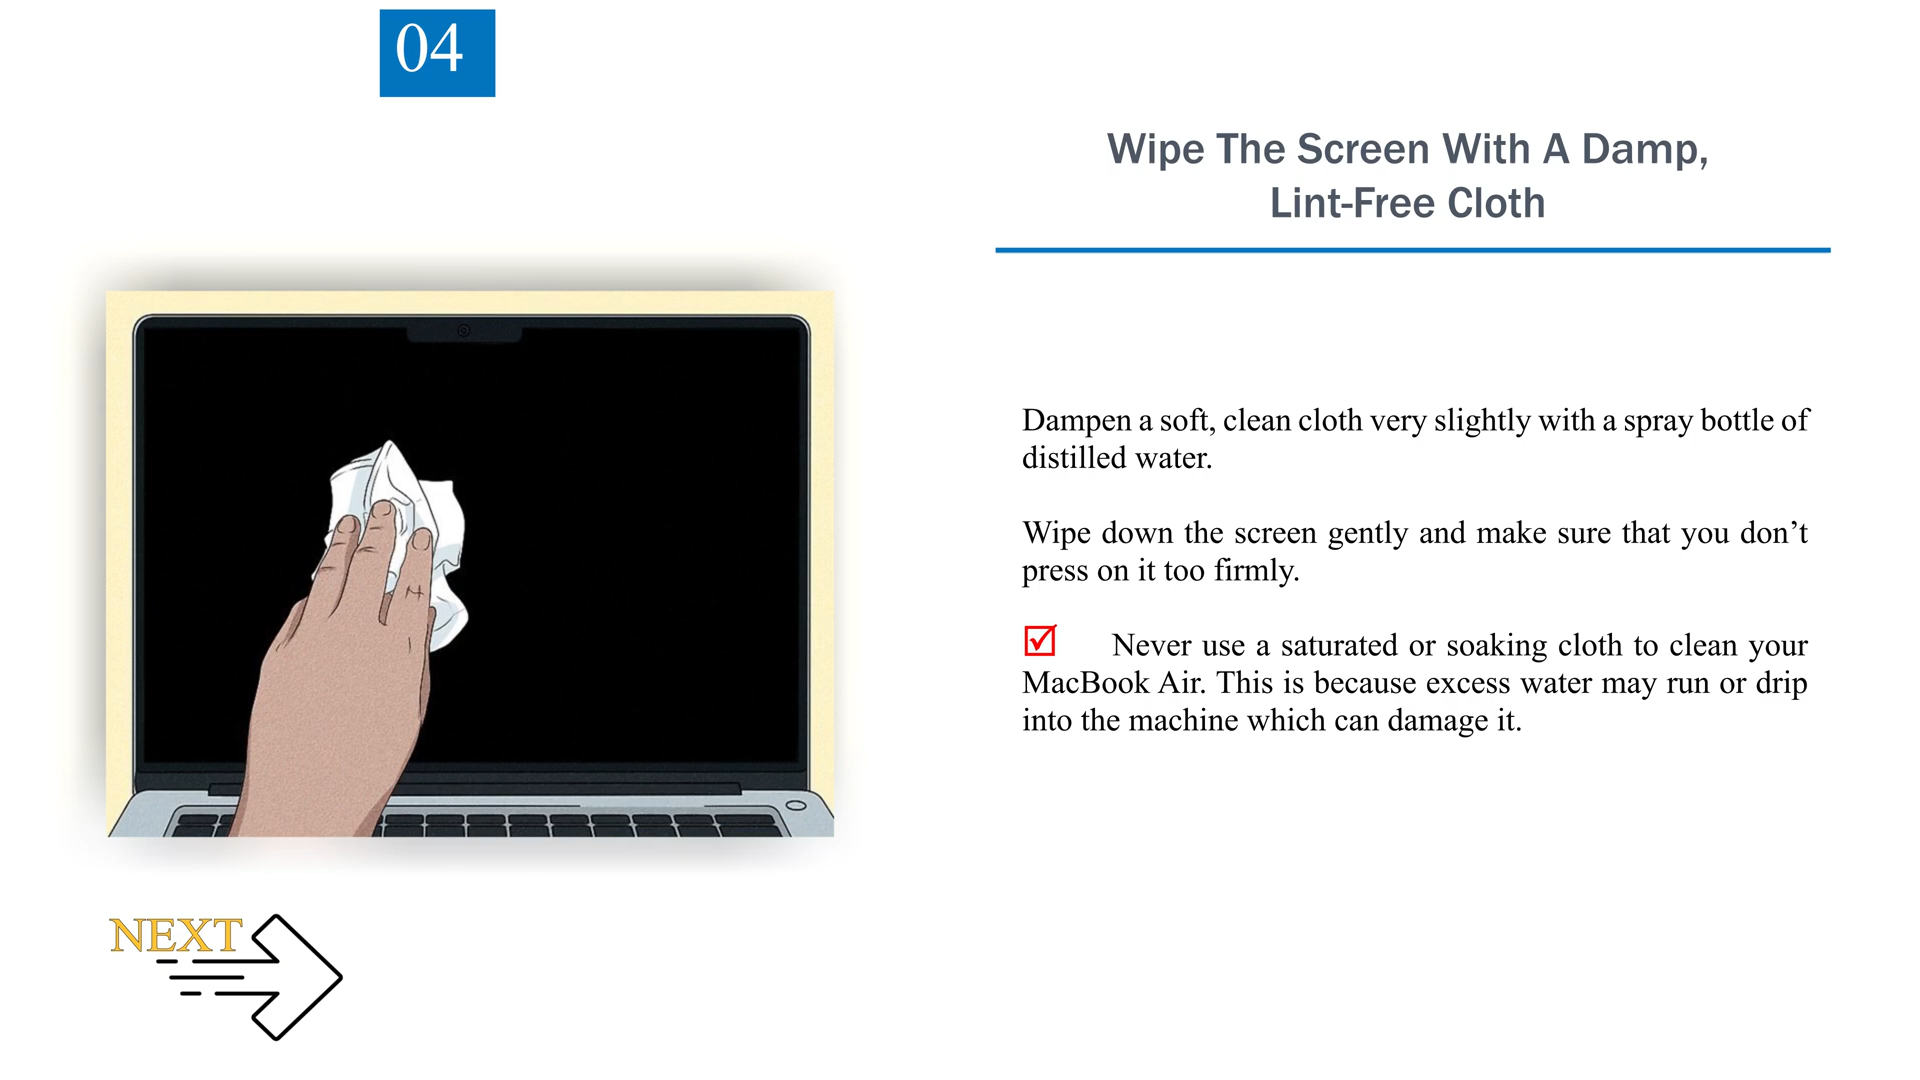 04
Wipe The Screen With A Damp,
Lint-Free Cloth
Dampen a soft, clean cloth very slightly with a spray bottle of
distilled water.
Wipe down the screen gently and make sure that you don’t
press on it too firmly.
☑ Never use a saturated or soaking cloth to clean your
MacBook Air. This is because excess water may run or drip
into the machine which can damage it.
NEXT